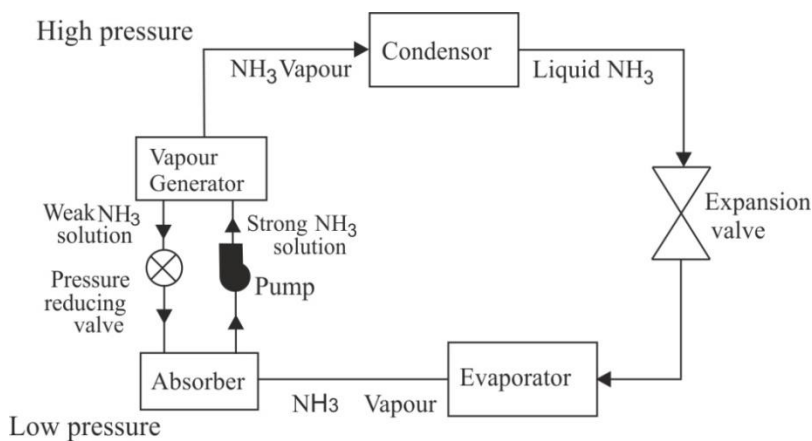 High pressure
NH3 Vapour
Condensor
Liquid NH3
Vapour
Generator
Weak NH3
solution
Strong NH3
solution
Expansion
valve
Pressure
reducing
valve
Pump
Absorber
Evaporator
NH3 Vapour
Low pressure